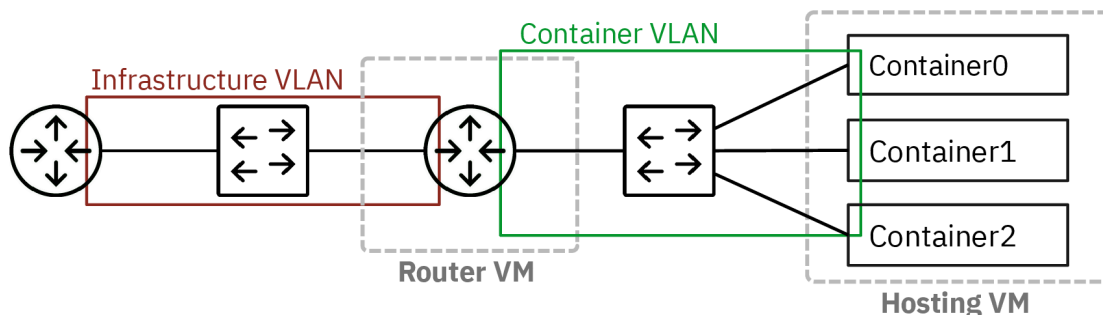 Container VLAN
Infrastructure VLAN
Container0
Container1
Container2
Router VM
Hosting VM